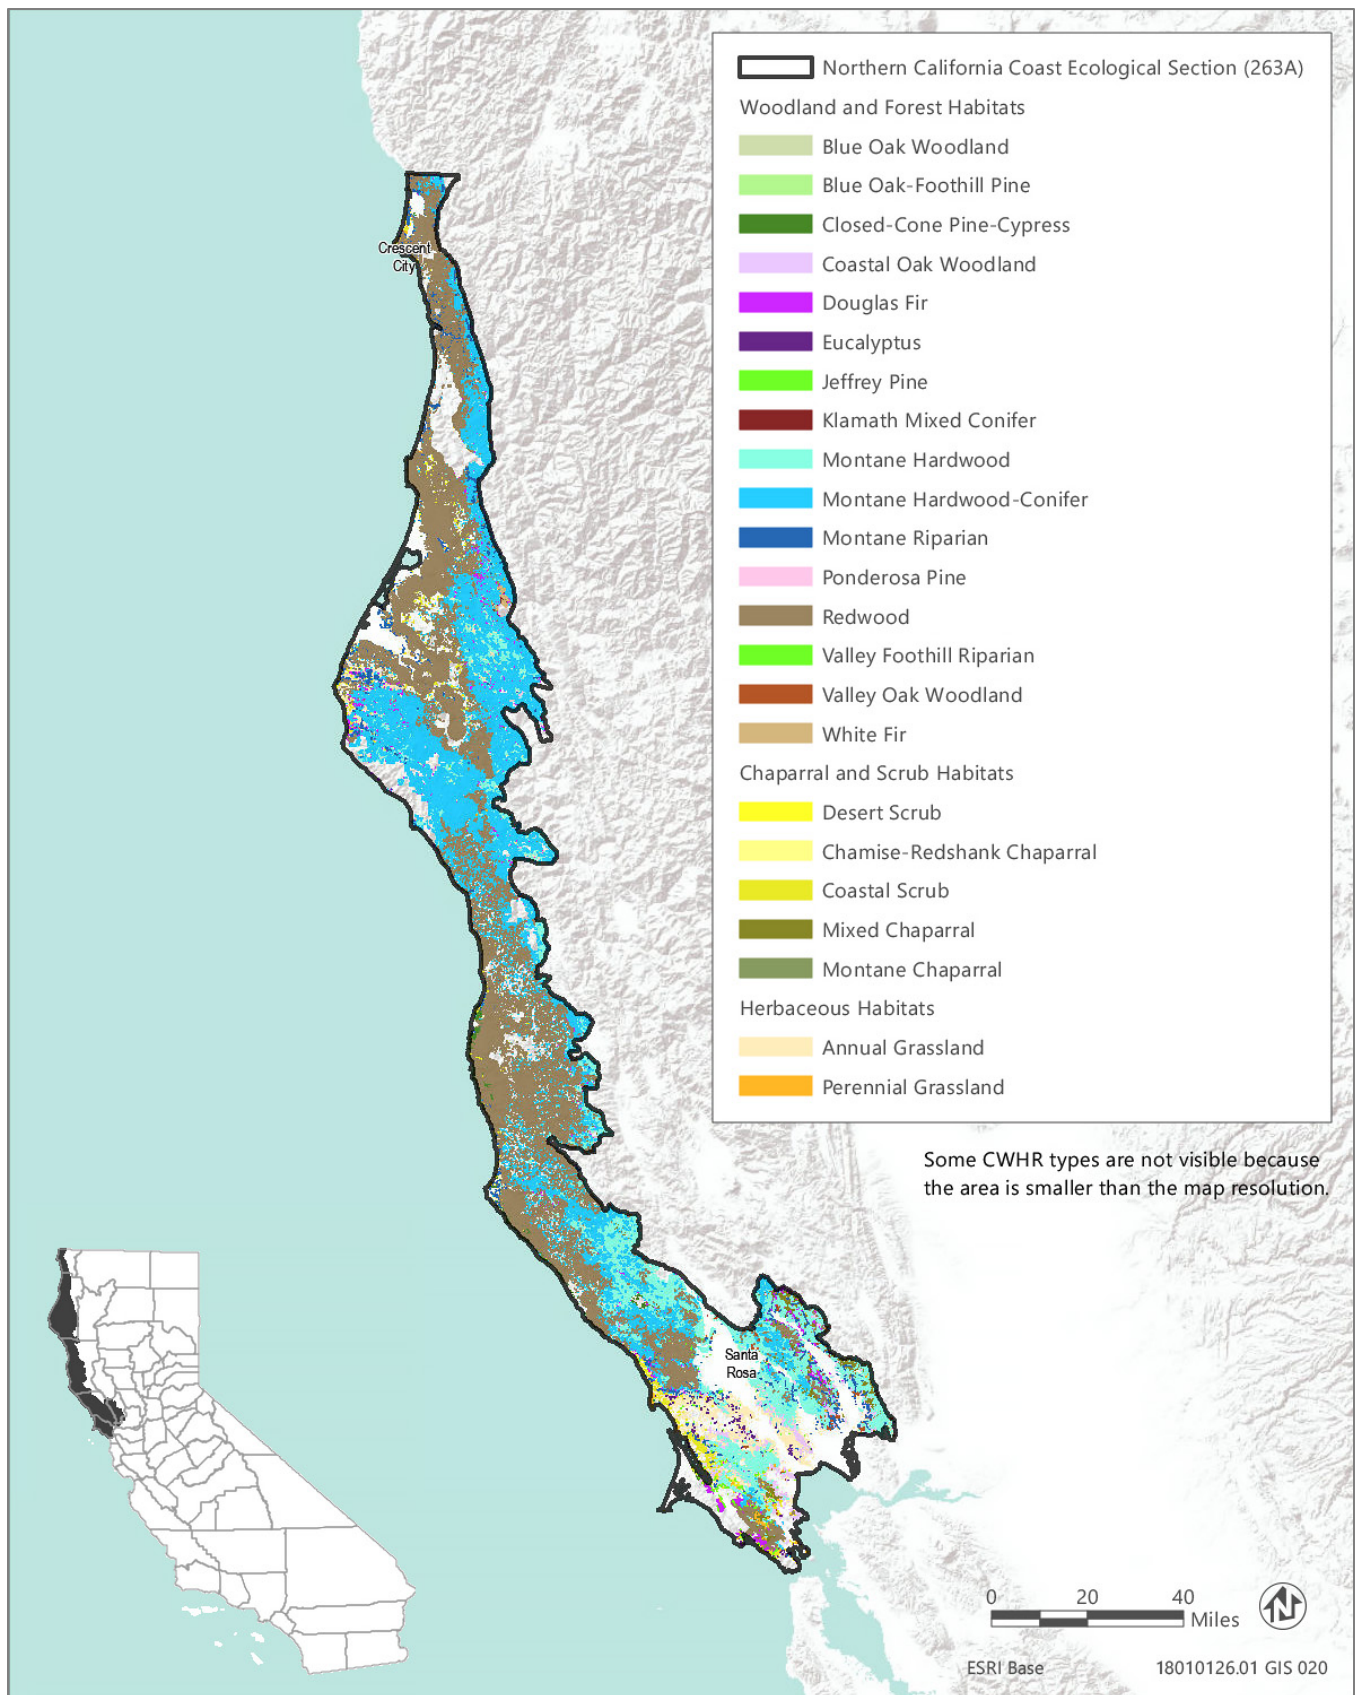 Northern California Coast Ecological Section (263A)
Woodland and Forest Habitats
Blue Oak Woodland
Blue Oak-Foothill Pine
Closed-Cone Pine-Cypress
Coastal Oak Woodland
Douglas Fir
Eucalyptus
Jeffrey Pine
Klamath Mixed Conifer
Montane Hardwood
Montane Hardwood-Conifer
Montane Riparian
Ponderosa Pine
Redwood
Valley Foothill Riparian
Valley Oak Woodland
White Fir
Chaparral and Scrub Habitats
Desert Scrub
Chamise-Redshank Chaparral
Coastal Scrub
Mixed Chaparral
Montane Chaparral
Herbaceous Habitats
Annual Grassland
Perennial Grassland
Some CWHR types are not visible because
the area is smaller than the map resolution.
Crescent
City
Santa
Rosa
0 20 40
Miles
N
ESRI Base 18010126.01 GIS 020